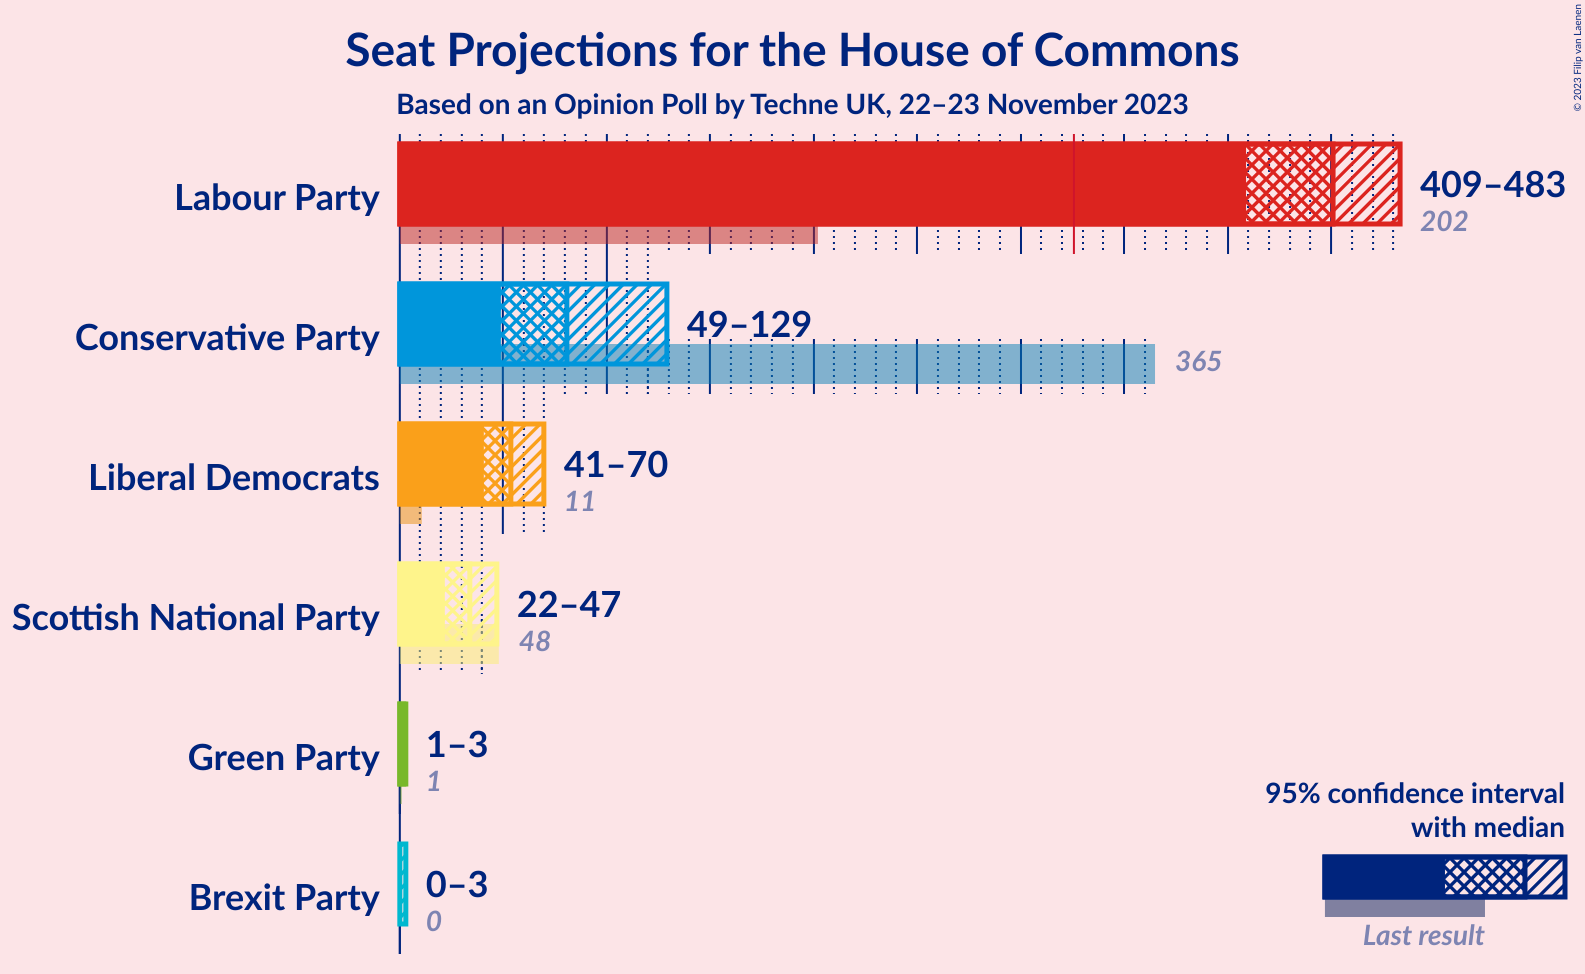 Seat Projections for the House of Commons
Based on an Opinion Poll by Techne UK, 22–23 November 2023
© 2023 Filip van Laenen
Labour Party
409–483
202
Conservative Party
49–129
365
Liberal Democrats
41–70
11
Scottish National Party
22–47
48
Green Party
1–3
1
Brexit Party
0–3
0
95% confidence interval
with median
Last result